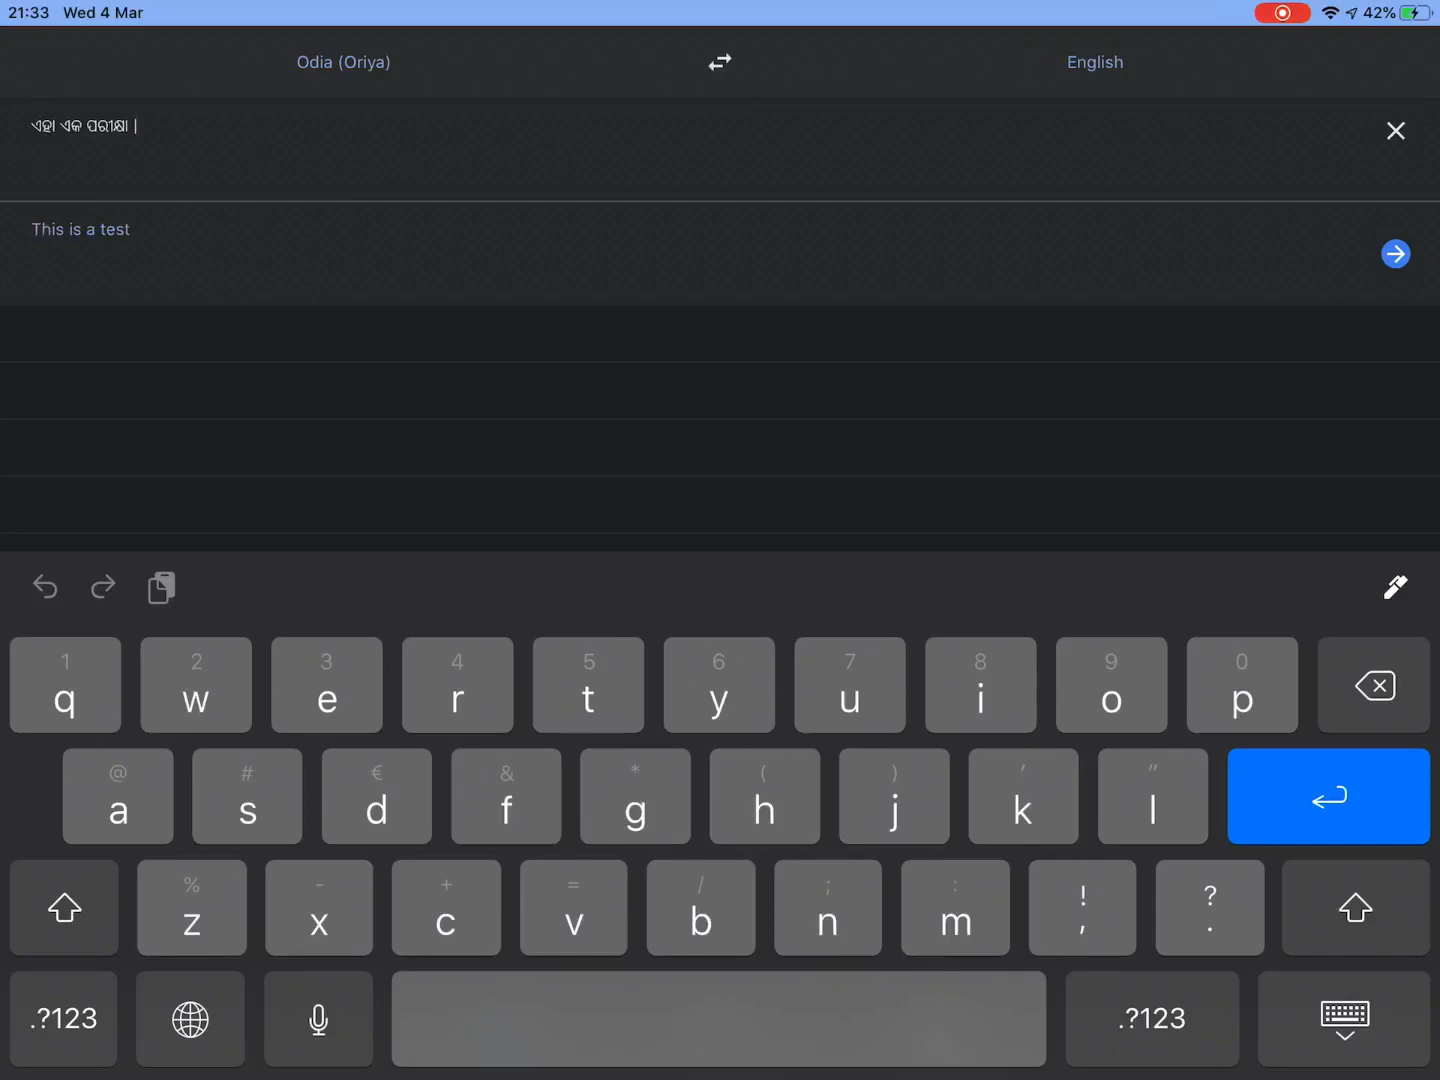 21:33 Wed 4 Mar 42%
Odia (Oriya) English
ଏହା ଏକ ପରୀକ୍ଷା |
This is a test
1 2 3 4 5 6 7 8 9 0
q w e r t y u i o p
@ # € & * ( ) ' "
a s d f g h j k l
% - + = / ; : ! ?
z x c v b n m , .
.?123 .?123